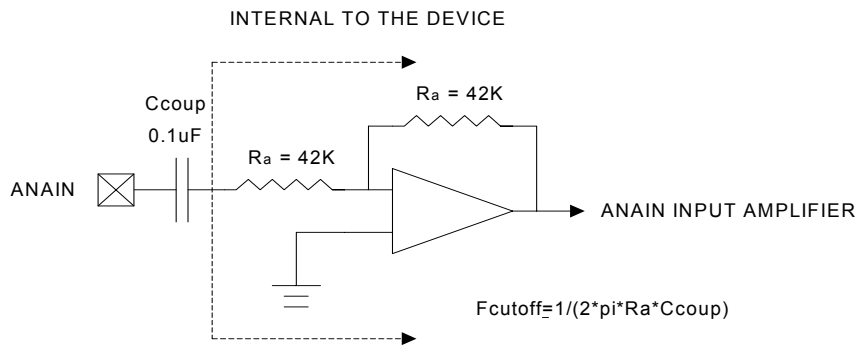 INTERNAL TO THE DEVICE
Ccoup
0.1uF
Ra = 42K
Ra = 42K
ANAIN
ANAIN INPUT AMPLIFIER
Fcutoff=1/(2*pi*Ra*Ccoup)